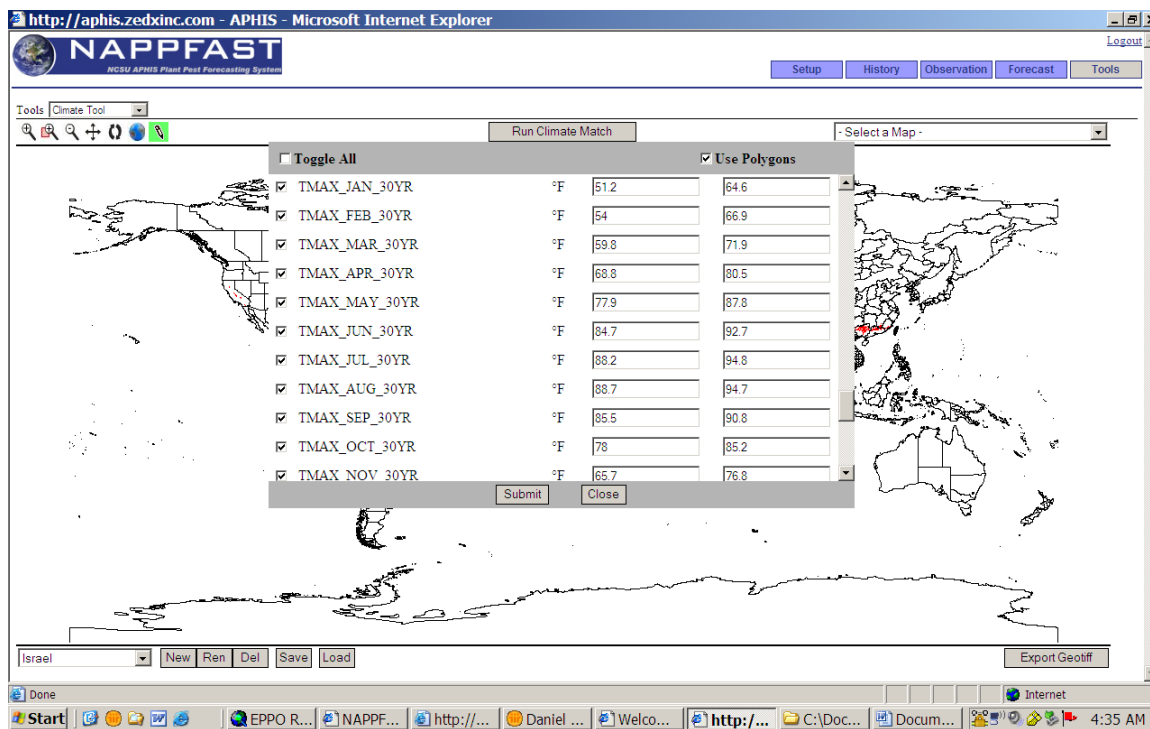 http://aphis.zedxinc.com - APHIS - Microsoft Internet Explorer
NAPPFAST
NCSU APHIS Plant Pest Forecasting System
Logout
Setup History Observation Forecast Tools
Tools Climate Tool
Run Climate Match
- Select a Map -
Toggle All Use Polygons
TMAX_JAN_30YR °F 51.2 64.6
TMAX_FEB_30YR °F 54 66.9
TMAX_MAR_30YR °F 59.8 71.9
TMAX_APR_30YR °F 68.8 80.5
TMAX_MAY_30YR °F 77.9 87.8
TMAX_JUN_30YR °F 84.7 92.7
TMAX_JUL_30YR °F 88.2 94.8
TMAX_AUG_30YR °F 88.7 94.7
TMAX_SEP_30YR °F 85.5 90.8
TMAX_OCT_30YR °F 78 85.2
TMAX_NOV_30YR °F 65.7 76.8
Submit Close
Israel New Ren Del Save Load Export Geotiff
Done Internet
Start EPPO R... NAPPF... http://... Daniel ... Welco... http:/... C:\Doc... Docum... 4:35 AM